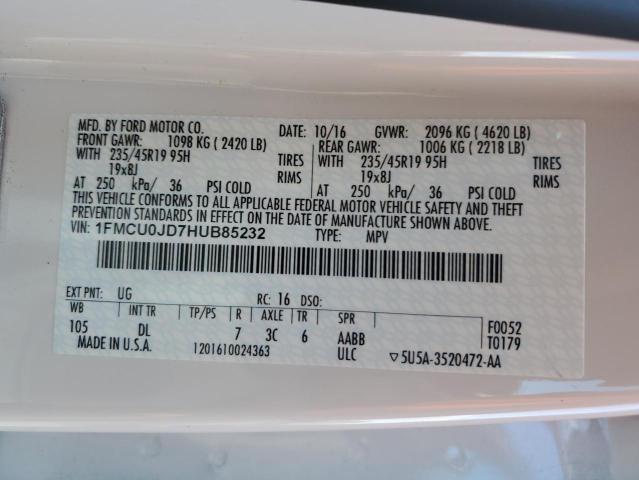 MFD. BY FORD MOTOR CO. DATE: 10/16 GVWR: 2096 KG ( 4620 LB)
FRONT GAWR: 1098 KG ( 2420 LB) REAR GAWR: 1006 KG ( 2218 LB)
WITH 235/45R19 95H TIRES WITH 235/45R19 95H TIRES
19x8J RIMS 19x8J RIMS
AT 250 kPa/ 36 PSI COLD AT 250 kPa/ 36 PSI COLD
THIS VEHICLE CONFORMS TO ALL APPLICABLE FEDERAL MOTOR VEHICLE SAFETY AND THEFT
PREVENTION STANDARDS IN EFFECT ON THE DATE OF MANUFACTURE SHOWN ABOVE.
VIN: 1FMCU0JD7HUB85232 TYPE: MPV
EXT PNT: UG RC: 16 DSO:
WB INT TR TP/PS R AXLE TR SPR F0052
105 DL 7 3C 6 AABB T0179
MADE IN U.S.A. 1201610024363 ULC ▽5U5A-3520472-AA